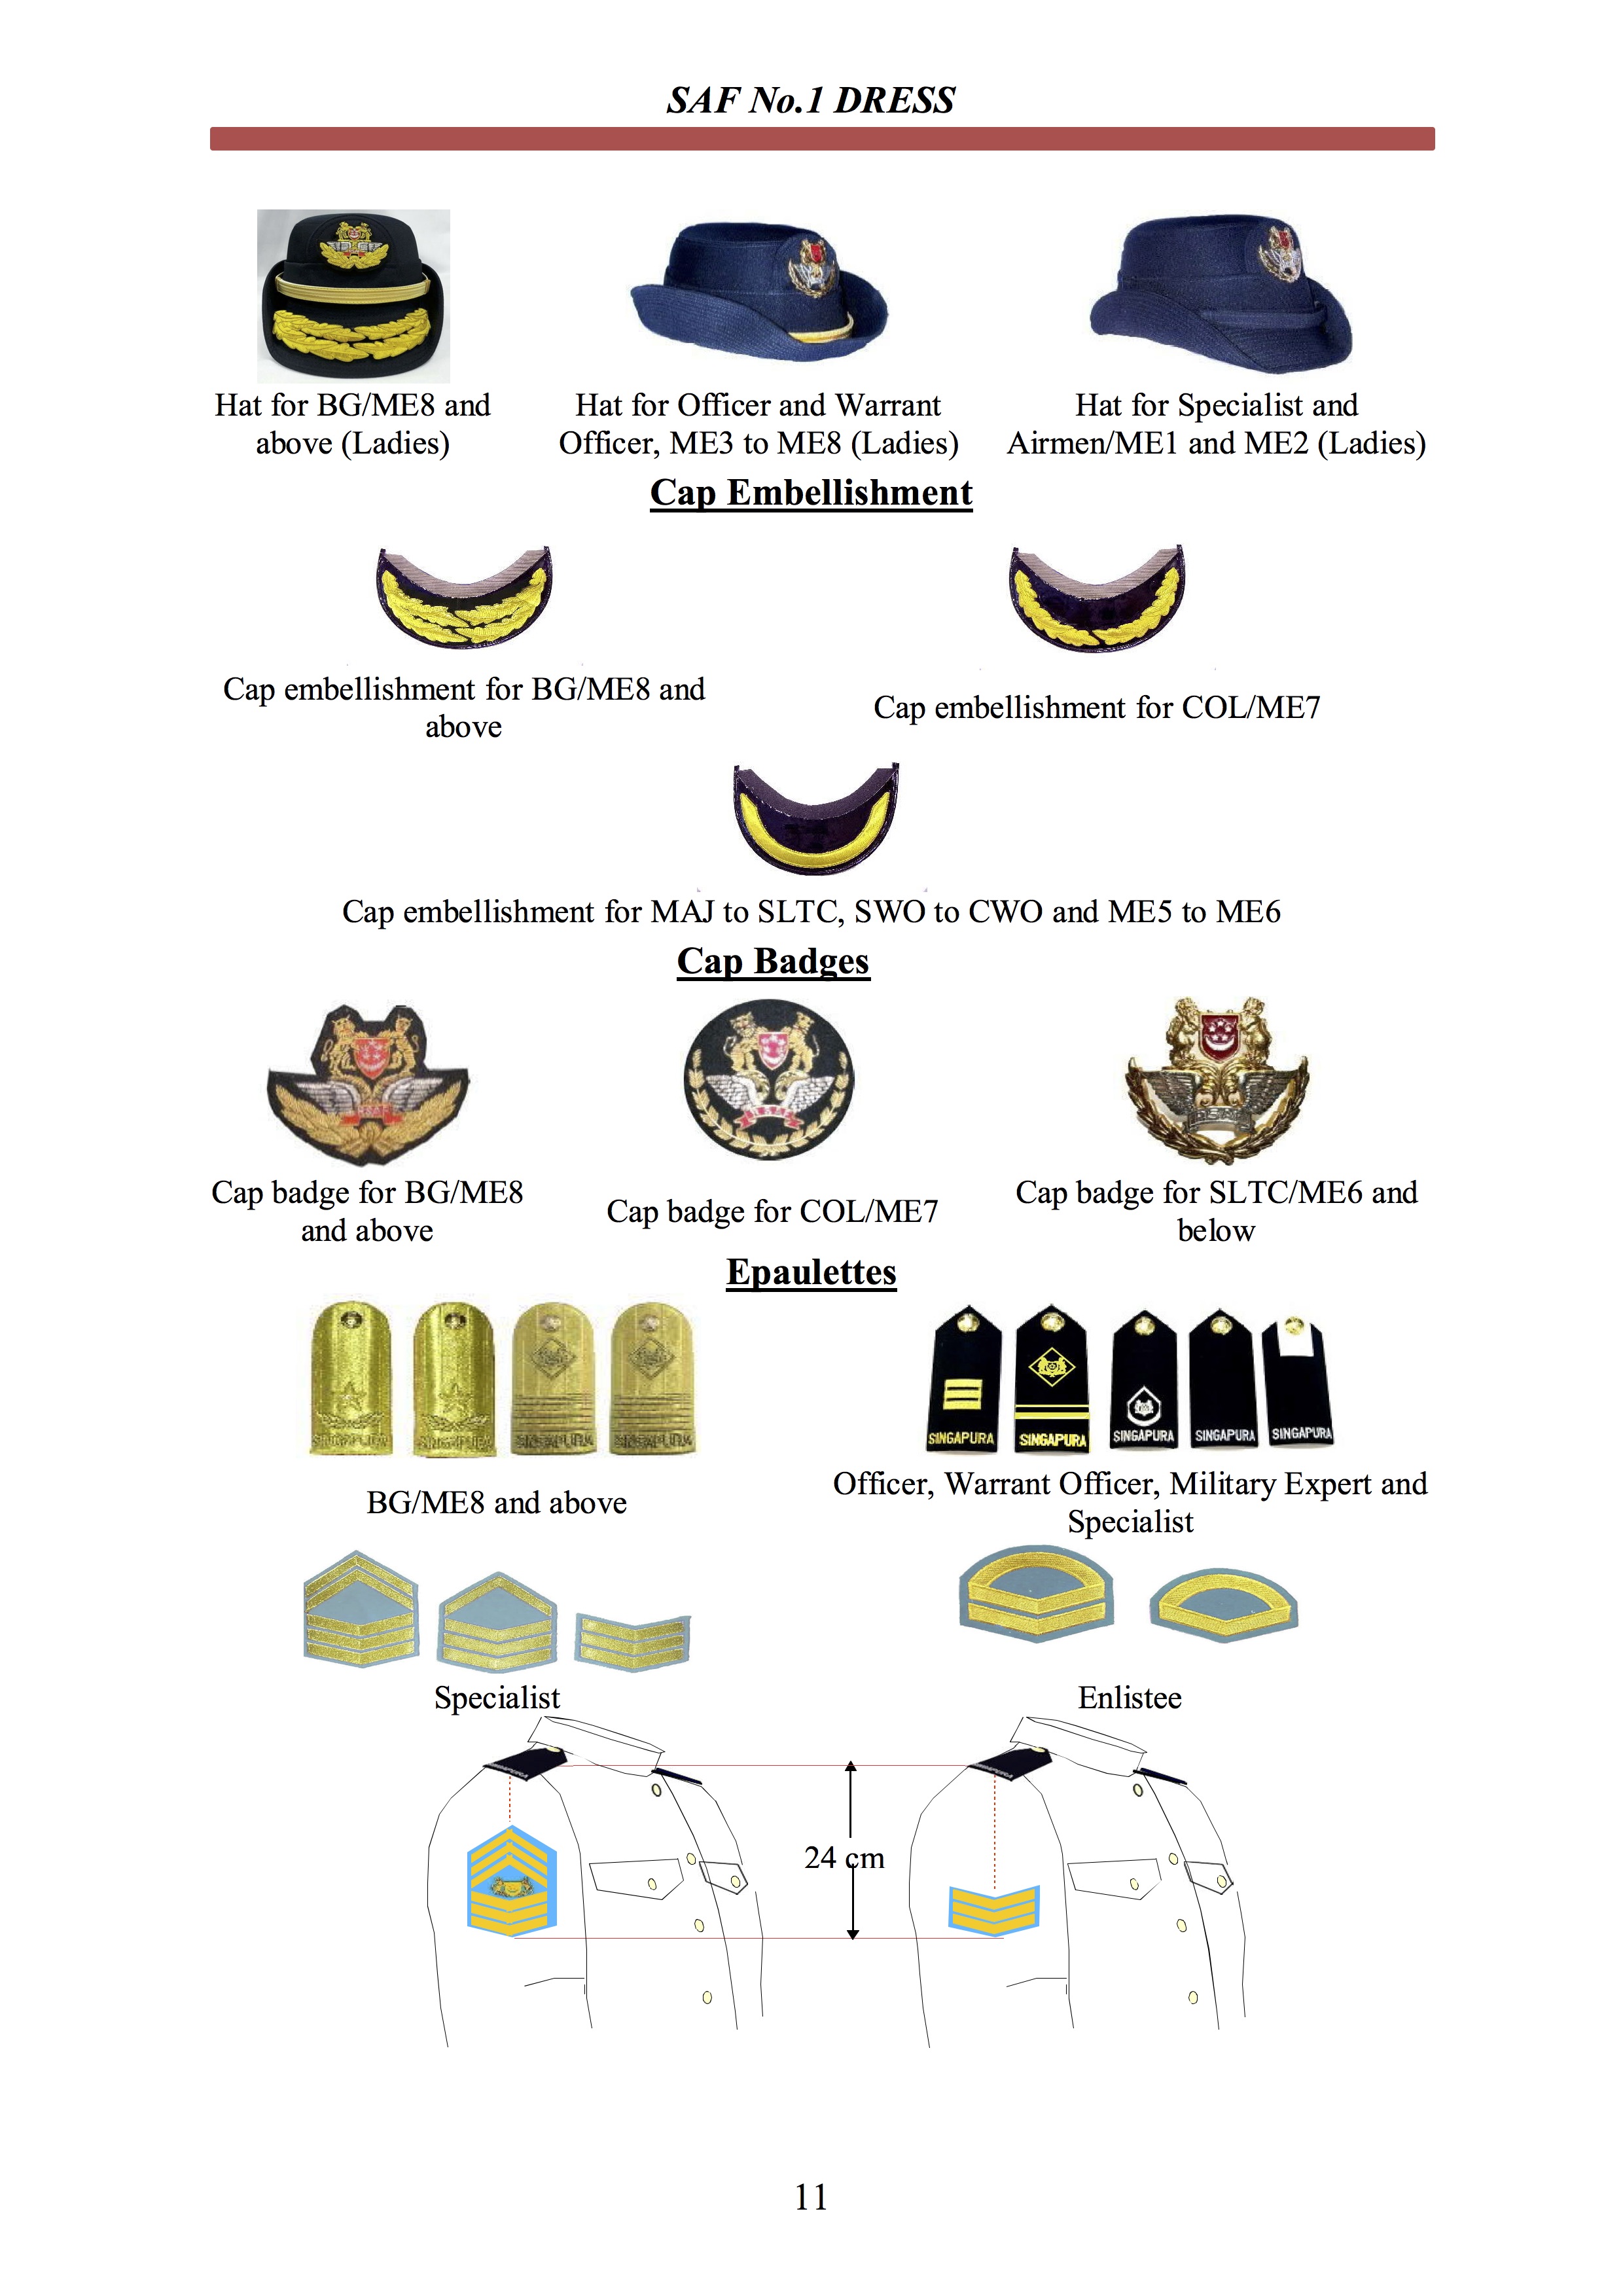 SAF No.1 DRESS
Hat for BG/ME8 and
above (Ladies)
Hat for Officer and Warrant
Officer, ME3 to ME8 (Ladies)
Hat for Specialist and
Airmen/ME1 and ME2 (Ladies)
Cap Embellishment
Cap embellishment for BG/ME8 and
above
Cap embellishment for COL/ME7
Cap embellishment for MAJ to SLTC, SWO to CWO and ME5 to ME6
Cap Badges
RSAF
RSAF
RSAF
Cap badge for BG/ME8
and above
Cap badge for COL/ME7
Cap badge for SLTC/ME6 and
below
Epaulettes
SINGAPURA
SINGAPURA
SINGAPURA
SINGAPURA
SINGAPURA
SINGAPURA
SINGAPURA
SINGAPURA
SINGAPURA
BG/ME8 and above
Officer, Warrant Officer, Military Expert and
Specialist
Specialist
Enlistee
SINGAPURA
SINGAPURA
24 cm
11